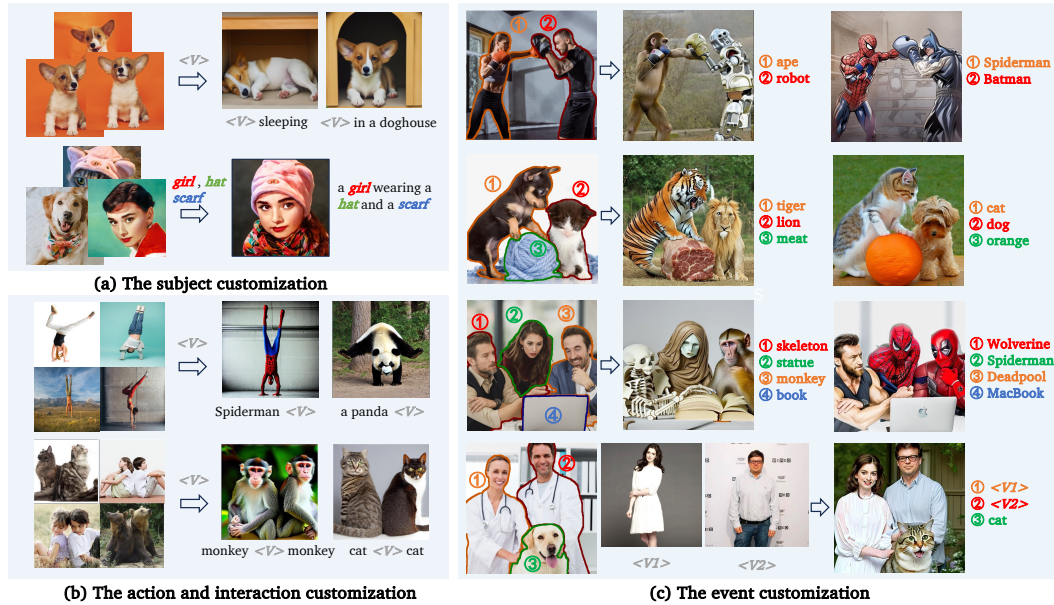 <V>
<V> sleeping
<V> in a doghouse
girl , hat
scarf
a girl wearing a
hat and a scarf
(a) The subject customization
<V>
Spiderman <V>
a panda <V>
<V>
monkey <V> monkey
cat <V> cat
(b) The action and interaction customization
① ②
① ape
② robot
① Spiderman
② Batman
① ② ③
① tiger
② lion
③ meat
① cat
② dog
③ orange
① ② ③ ④
① skeleton
② statue
③ monkey
④ book
① Wolverine
② Spiderman
③ Deadpool
④ MacBook
① ② ③
<V1>
<V2>
① <V1>
② <V2>
③ cat
(c) The event customization